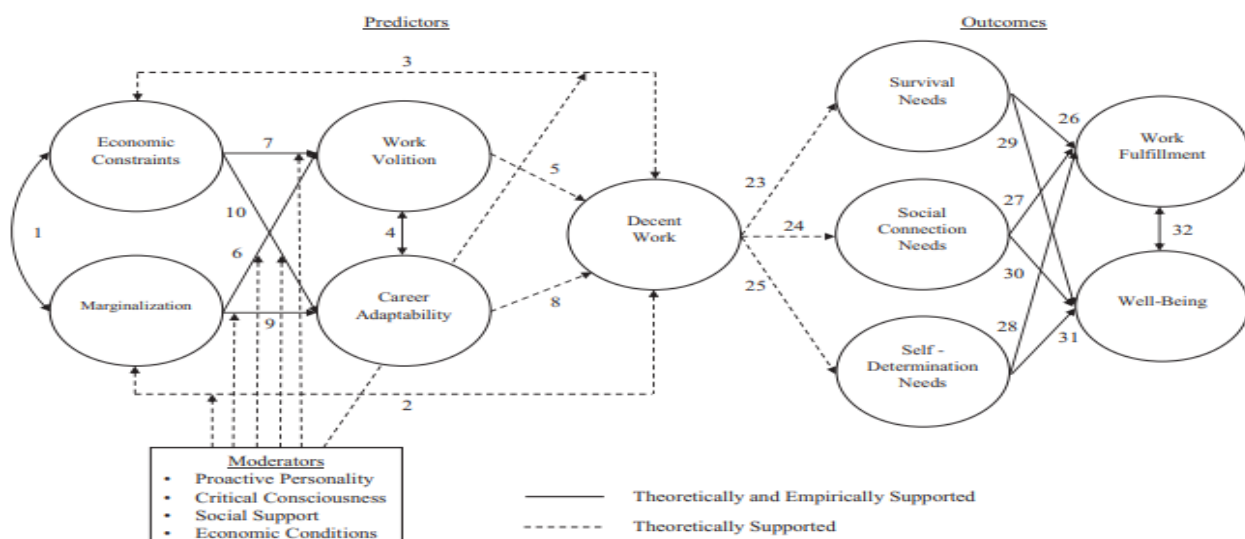 Predictors
Outcomes
3
Survival
Needs
Economic
Constraints
7
Work
Volition
26
29
Work
Fulfillment
5
23
27
10
Decent
Work
Social
Connection
Needs
1
4
24
32
6
30
25
Marginalization
9
Career
Adaptability
8
Well-Being
28
31
Self -
Determination
Needs
2
Moderators
• Proactive Personality
• Critical Consciousness
• Social Support
• Economic Conditions
Theoretically and Empirically Supported
Theoretically Supported